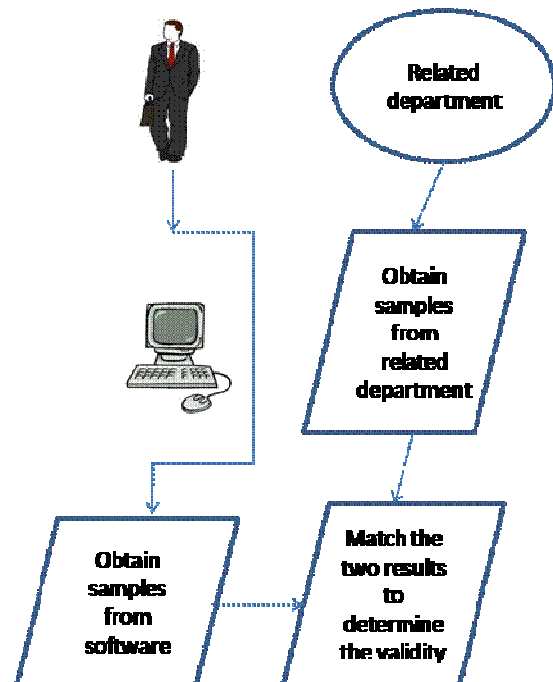 Related
department
Obtain
samples
from
related
department
Obtain
samples
from
software
Match the
two results
to
determine
the validity